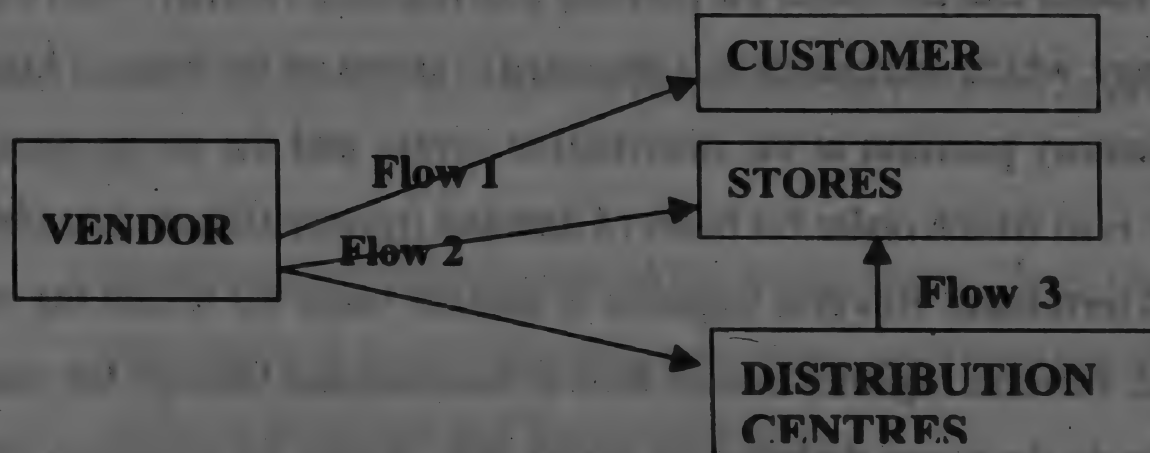 CUSTOMER
Flow 1
STORES
VENDOR
Flow 2
Flow 3
DISTRIBUTION
CENTRES